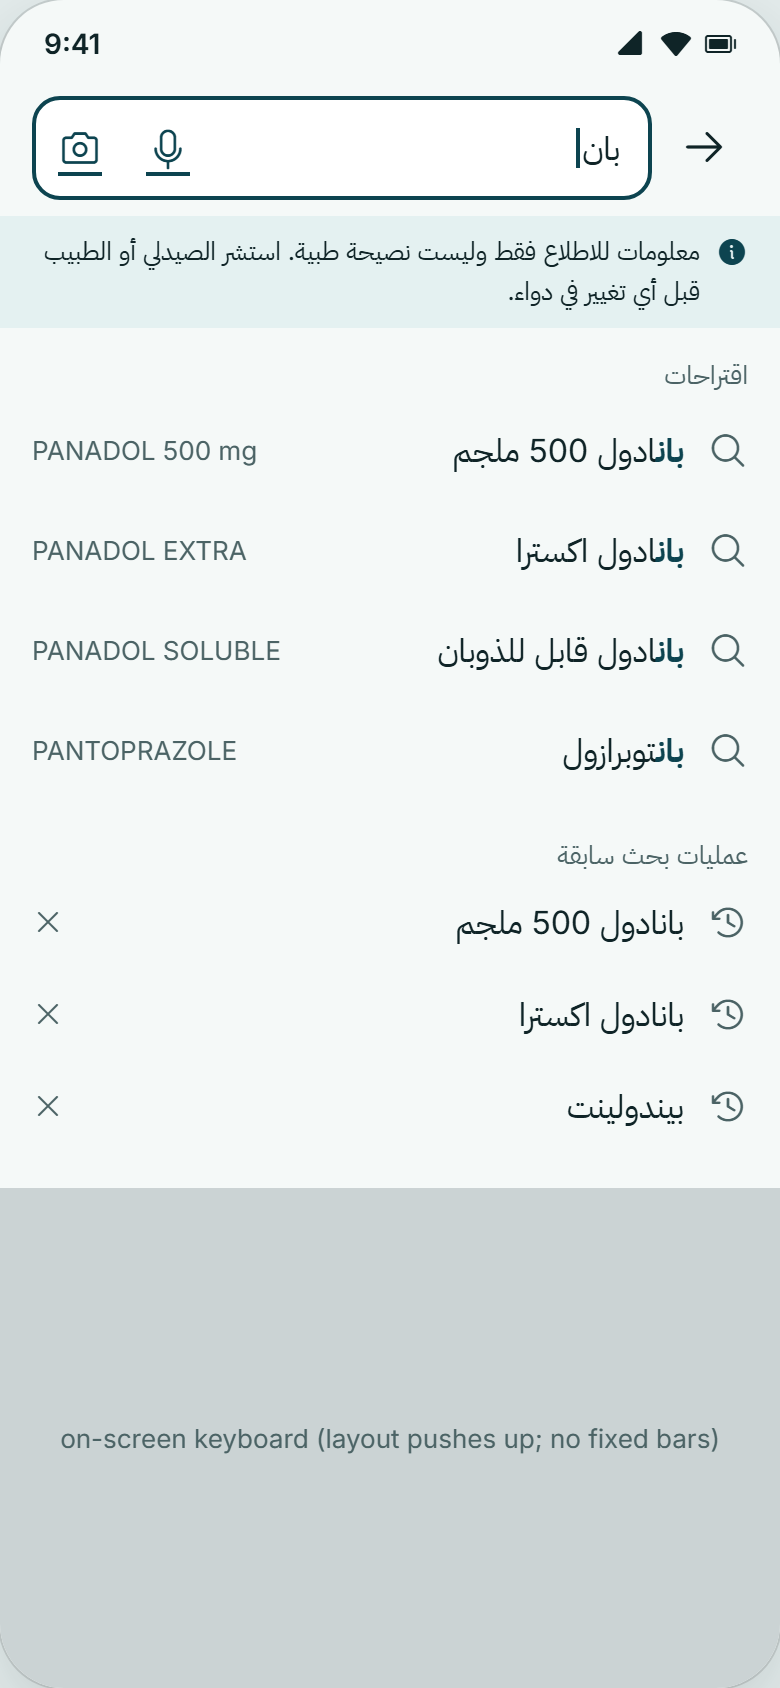 9:41
بان
معلومات للاطلاع فقط وليست نصيحة طبية. استشر الصيدلي أو الطبيب
قبل أي تغيير في دواء.
اقتراحات
بانادول 500 ملجم PANADOL 500 mg
بانادول اكسترا PANADOL EXTRA
بانادول قابل للذوبان PANADOL SOLUBLE
بانتوبرازول PANTOPRAZOLE
عمليات بحث سابقة
بانادول 500 ملجم
بانادول اكسترا
بيندولينت
on-screen keyboard (layout pushes up; no fixed bars)